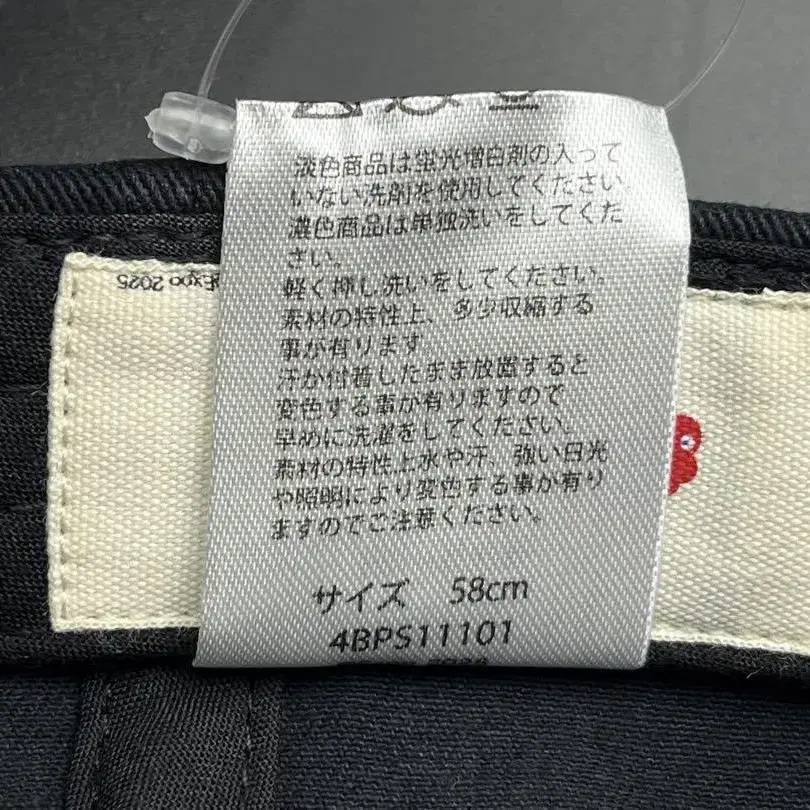 淡色商品は蛍光増白剤の入って
いない洗剤を使用してください
濃色商品は単独洗いをしてくだ
さい。
軽く押し洗いをしてください。
素材の特性上、多少収縮する
事が有ります
汗が付着したまま放置すると
変色する事が有りますので
早めに洗濯をしてください。
素材の特性上水や汗、強い日光
や照明により変色する事が有り
ますのでご注意ください。
サイズ 58cm
4BPS11101
Expo 2025